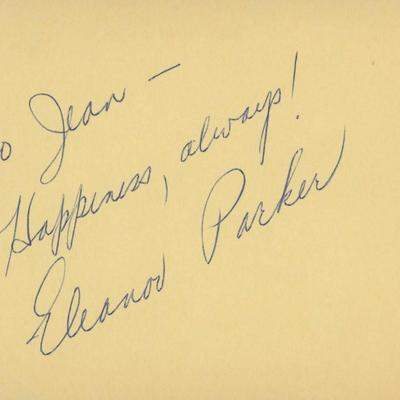 o Jean —
Happiness, always!
Eleanor Parker